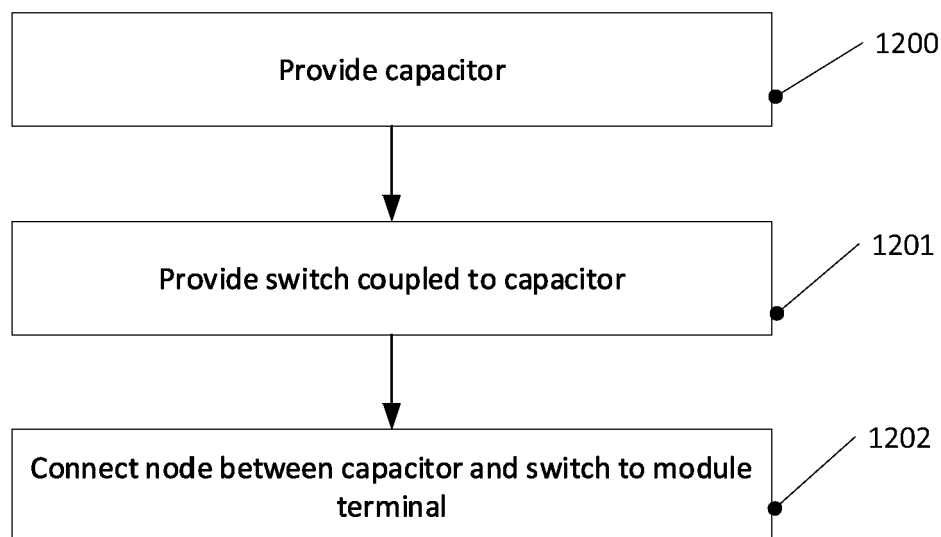 Provide capacitor
1200
Provide switch coupled to capacitor
1201
Connect node between capacitor and switch to module
terminal
1202